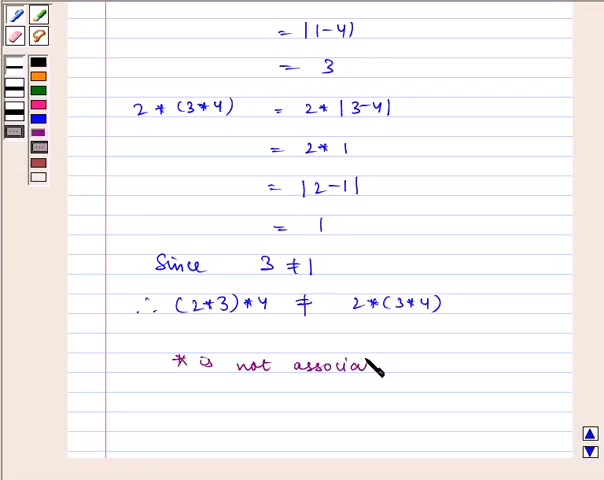 = |1-4|
= 3
2 * (3*4) = 2 * |3-4|
= 2 * 1
= |2-1|
= 1
Since 3 ≠ 1
∴ (2*3)*4 ≠ 2*(3*4)
* is not associa